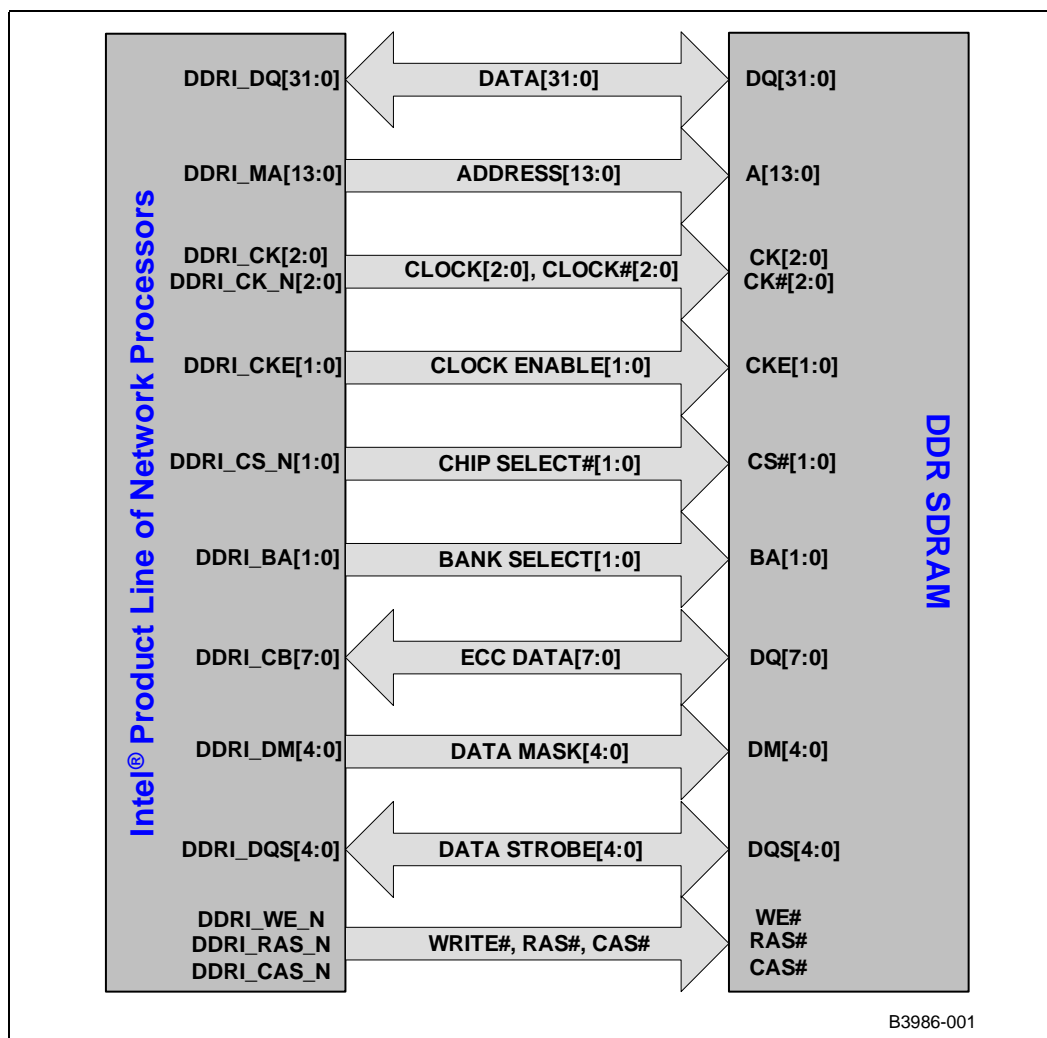 DDRI_DQ[31:0] DATA[31:0] DQ[31:0]
DDRI_MA[13:0] ADDRESS[13:0] A[13:0]
DDRI_CK[2:0] CK[2:0]
CLOCK[2:0], CLOCK#[2:0]
DDRI_CK_N[2:0] CK#[2:0]
DDRI_CKE[1:0] CLOCK ENABLE[1:0] CKE[1:0]
DDRI_CS_N[1:0] CHIP SELECT#[1:0] CS#[1:0]
DDRI_BA[1:0] BANK SELECT[1:0] BA[1:0]
DDRI_CB[7:0] ECC DATA[7:0] DQ[7:0]
DDRI_DM[4:0] DATA MASK[4:0] DM[4:0]
DDRI_DQS[4:0] DATA STROBE[4:0] DQS[4:0]
DDRI_WE_N WE#
DDRI_RAS_N WRITE#, RAS#, CAS# RAS#
DDRI_CAS_N CAS#
Intel® Product Line of Network Processors
DDR SDRAM
B3986-001